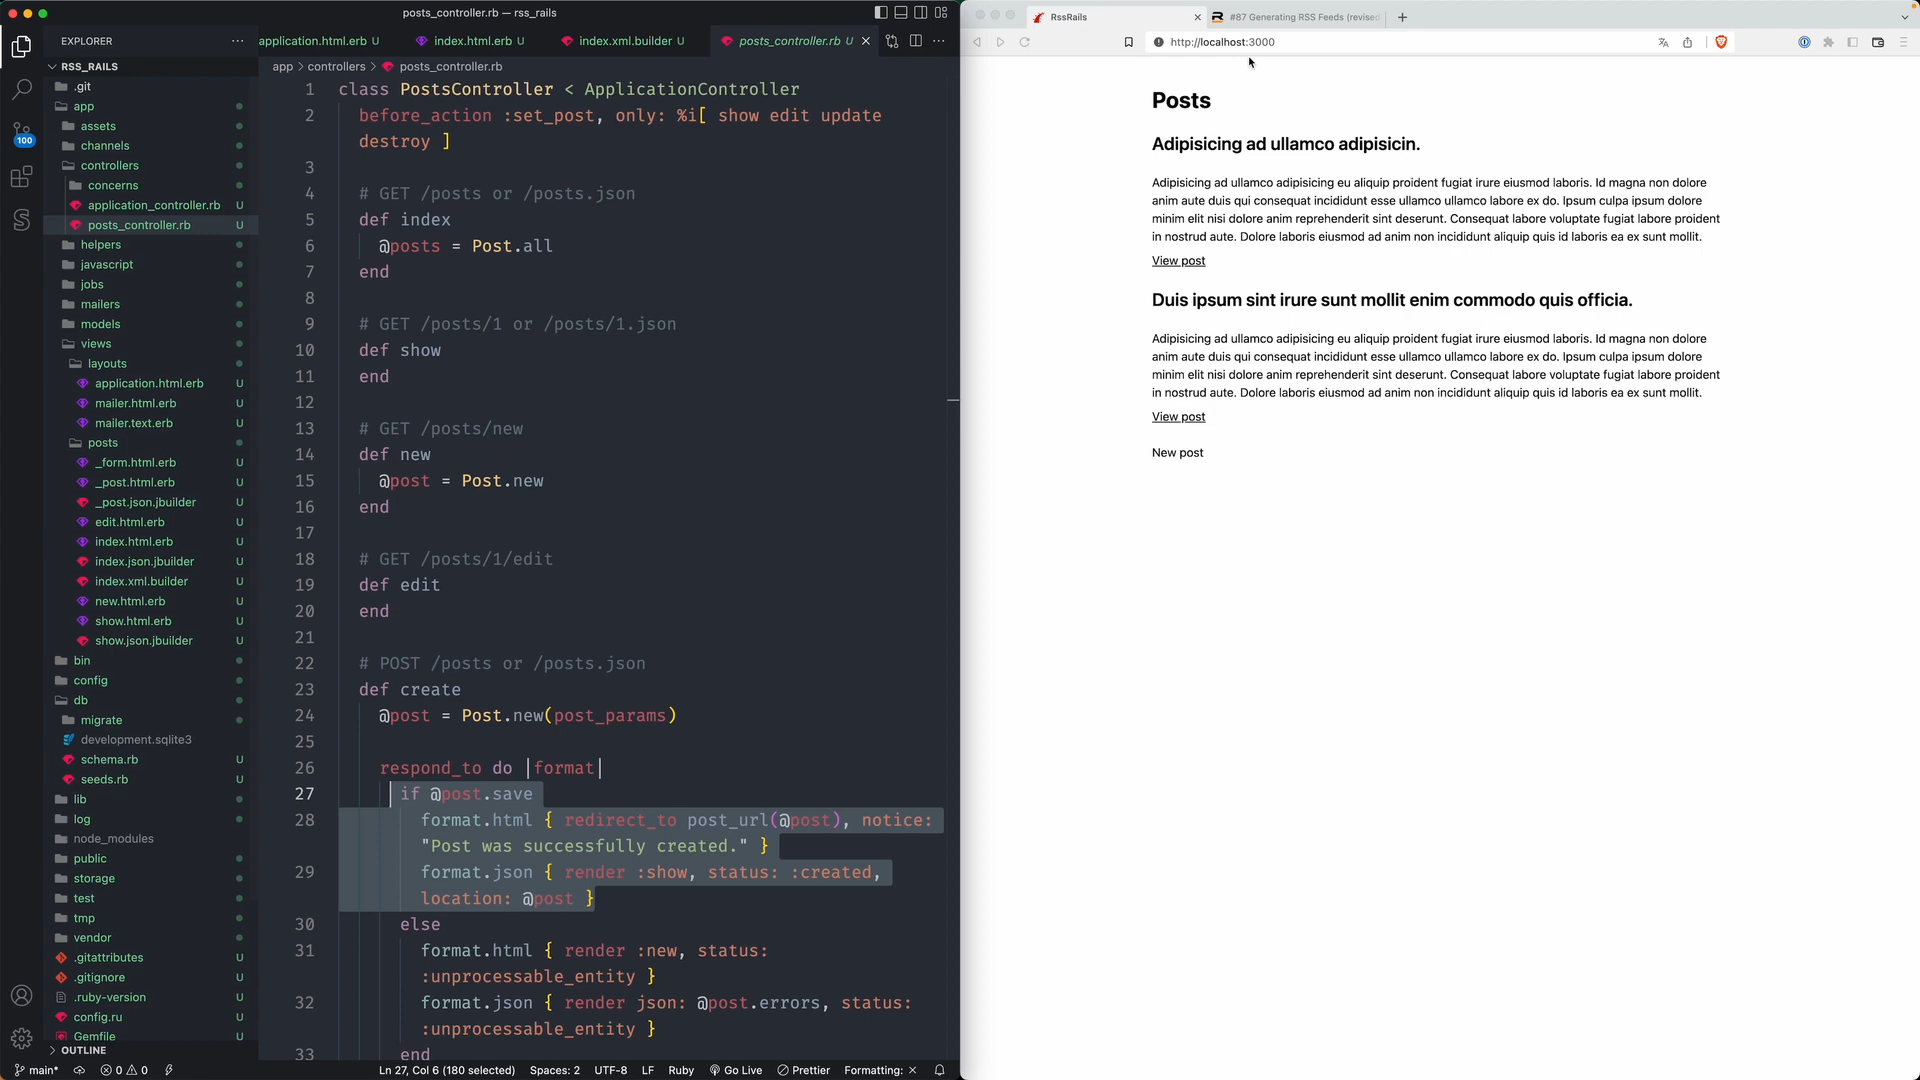 posts_controller.rb — rss_rails
EXPLORER
RSS_RAILS
.git
app
assets
channels
controllers
concerns
application_controller.rb U
posts_controller.rb U
helpers
javascript
jobs
mailers
models
views
layouts
application.html.erb U
mailer.html.erb U
mailer.text.erb U
posts
_form.html.erb U
_post.html.erb U
_post.json.jbuilder U
edit.html.erb U
index.html.erb U
index.json.jbuilder U
index.xml.builder U
new.html.erb U
show.html.erb U
show.json.jbuilder U
bin
config
db
migrate
development.sqlite3
schema.rb U
seeds.rb U
lib
log
node_modules
public
storage
test
tmp
vendor
.gitattributes U
.gitignore U
.ruby-version U
config.ru U
Gemfile U
OUTLINE
100
application.html.erb U
index.html.erb U
index.xml.builder U
posts_controller.rb U
app > controllers > posts_controller.rb
1 class PostsController < ApplicationController
2 before_action :set_post, only: %i[ show edit update
destroy ]
3
4 # GET /posts or /posts.json
5 def index
6 @posts = Post.all
7 end
8
9 # GET /posts/1 or /posts/1.json
10 def show
11 end
12
13 # GET /posts/new
14 def new
15 @post = Post.new
16 end
17
18 # GET /posts/1/edit
19 def edit
20 end
21
22 # POST /posts or /posts.json
23 def create
24 @post = Post.new(post_params)
25
26 respond_to do |format|
27 if @post.save
28 format.html { redirect_to post_url(@post), notice:
"Post was successfully created." }
29 format.json { render :show, status: :created,
location: @post }
30 else
31 format.html { render :new, status:
:unprocessable_entity }
32 format.json { render json: @post.errors, status:
:unprocessable_entity }
33 end
main* 0 0 Ln 27, Col 6 (180 selected) Spaces: 2 UTF-8 LF Ruby Go Live Prettier Formatting: ×
RssRails
#87 Generating RSS Feeds (revised
http://localhost:3000
Posts
Adipisicing ad ullamco adipisicin.
Adipisicing ad ullamco adipisicing eu aliquip proident fugiat irure eiusmod laboris. Id magna non dolore
anim aute duis qui consequat incididunt esse ullamco ullamco labore ex do. Ipsum culpa ipsum dolore
minim elit nisi dolore anim reprehenderit sint deserunt. Consequat labore voluptate fugiat labore proident
in nostrud aute. Dolore laboris eiusmod ad anim non incididunt aliquip quis id laboris ea ex sunt mollit.
View post
Duis ipsum sint irure sunt mollit enim commodo quis officia.
Adipisicing ad ullamco adipisicing eu aliquip proident fugiat irure eiusmod laboris. Id magna non dolore
anim aute duis qui consequat incididunt esse ullamco ullamco labore ex do. Ipsum culpa ipsum dolore
minim elit nisi dolore anim reprehenderit sint deserunt. Consequat labore voluptate fugiat labore proident
in nostrud aute. Dolore laboris eiusmod ad anim non incididunt aliquip quis id laboris ea ex sunt mollit.
View post
New post